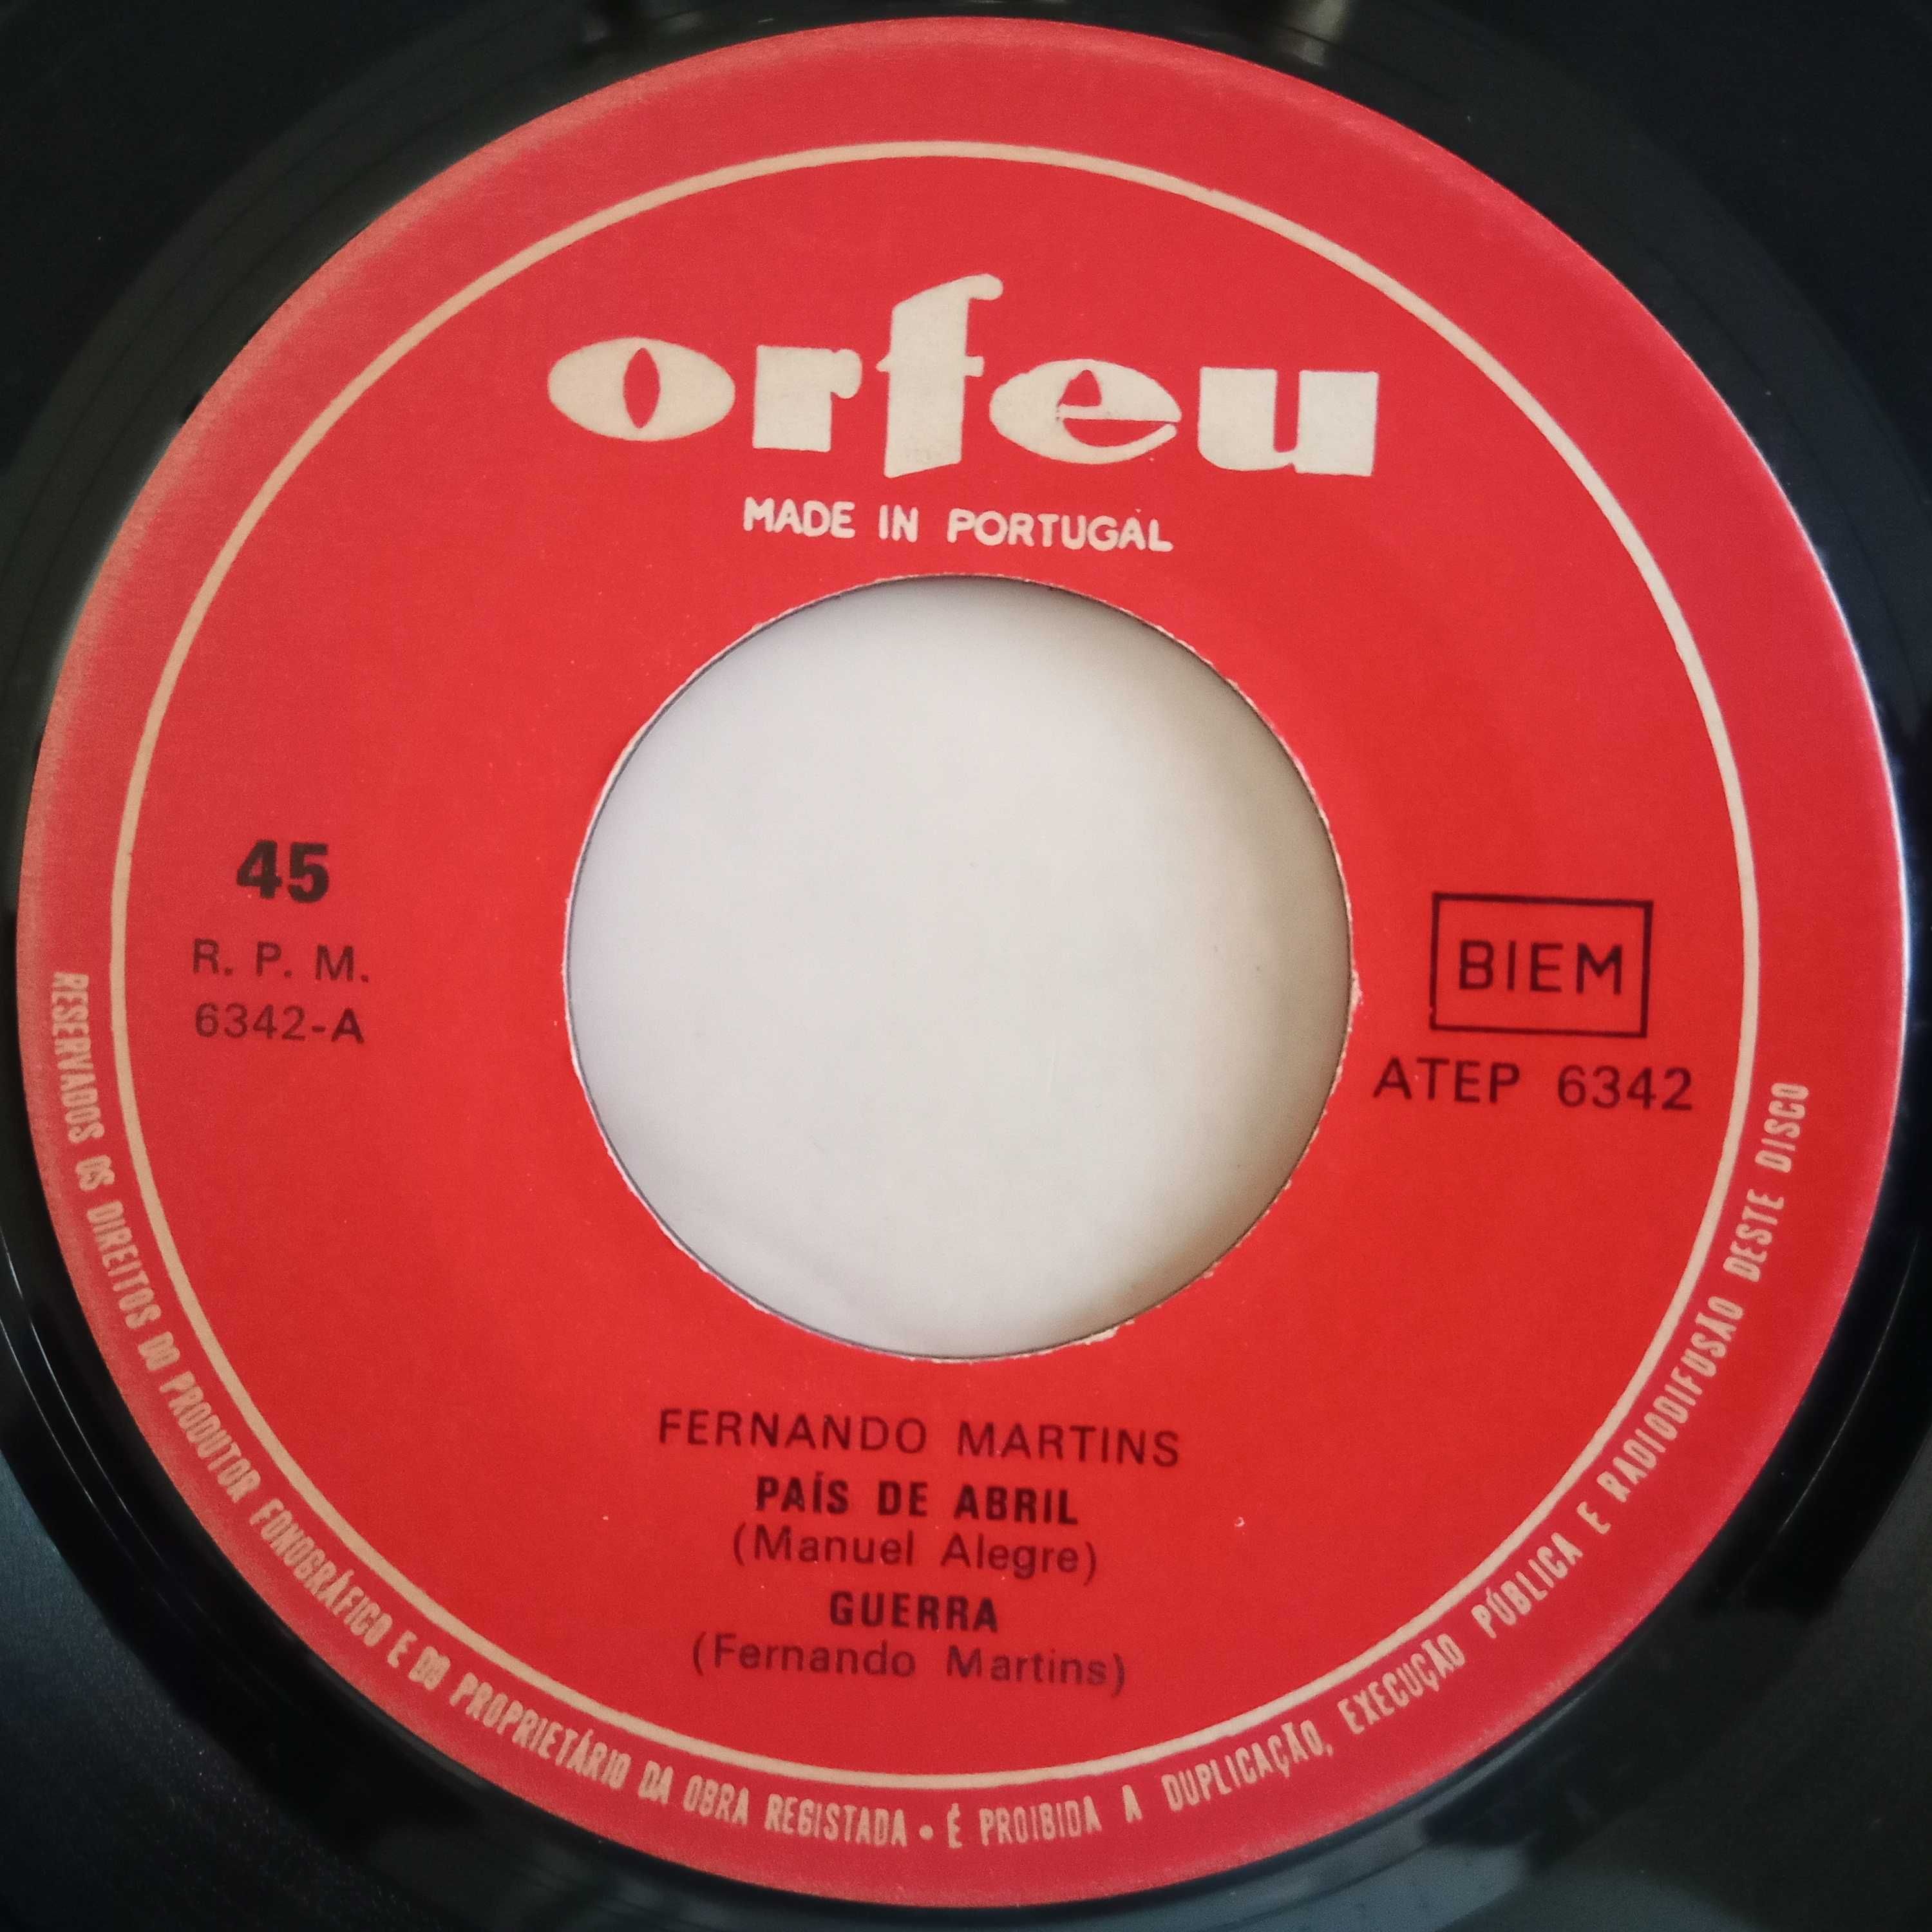 orfeu
MADE IN PORTUGAL
45
R. P. M.
6342-A
BIEM
ATEP 6342
FERNANDO MARTINS
PAÍS DE ABRIL
(Manuel Alegre)
GUERRA
(Fernando Martins)
RESERVADOS OS DIREITOS DO PRODUTOR FONOGRÁFICO E DO PROPRIETÁRIO DA OBRA REGISTADA • É PROIBIDA A DUPLICAÇÃO, EXECUÇÃO PÚBLICA E RADIODIFUSÃO DESTE DISCO